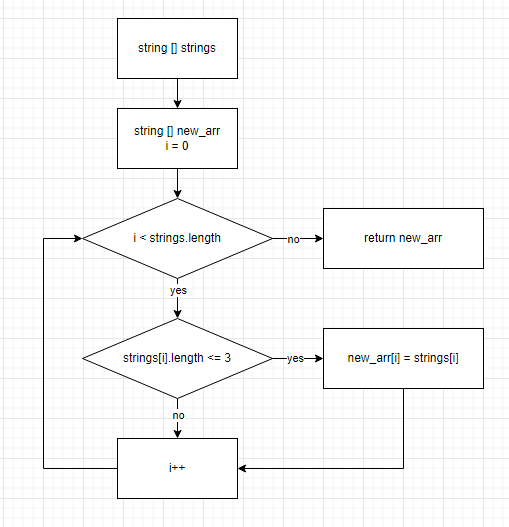 string [] strings
string [] new_arr
i = 0
i < strings.length
no
return new_arr
yes
strings[i].length <= 3
yes
new_arr[i] = strings[i]
no
i++